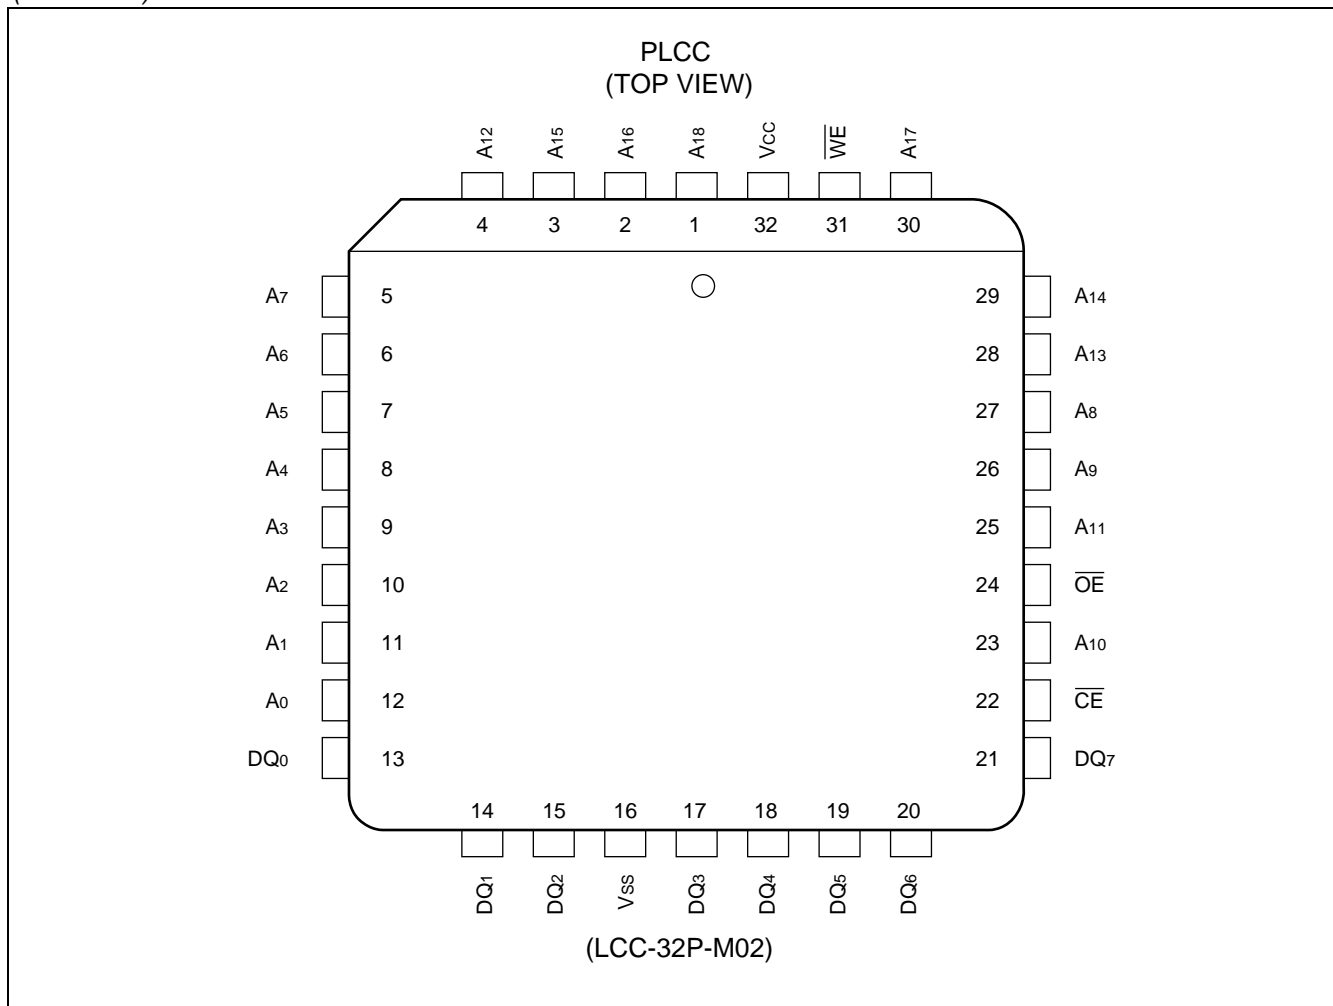 PLCC
(TOP VIEW)
A12 A15 A16 A18 VCC W̅E̅ A17
4 3 2 1 32 31 30
A7 5 29 A14
A6 6 28 A13
A5 7 27 A8
A4 8 26 A9
A3 9 25 A11
A2 10 24 O̅E̅
A1 11 23 A10
A0 12 22 C̅E̅
DQ0 13 21 DQ7
14 15 16 17 18 19 20
DQ1 DQ2 VSS DQ3 DQ4 DQ5 DQ6
(LCC-32P-M02)